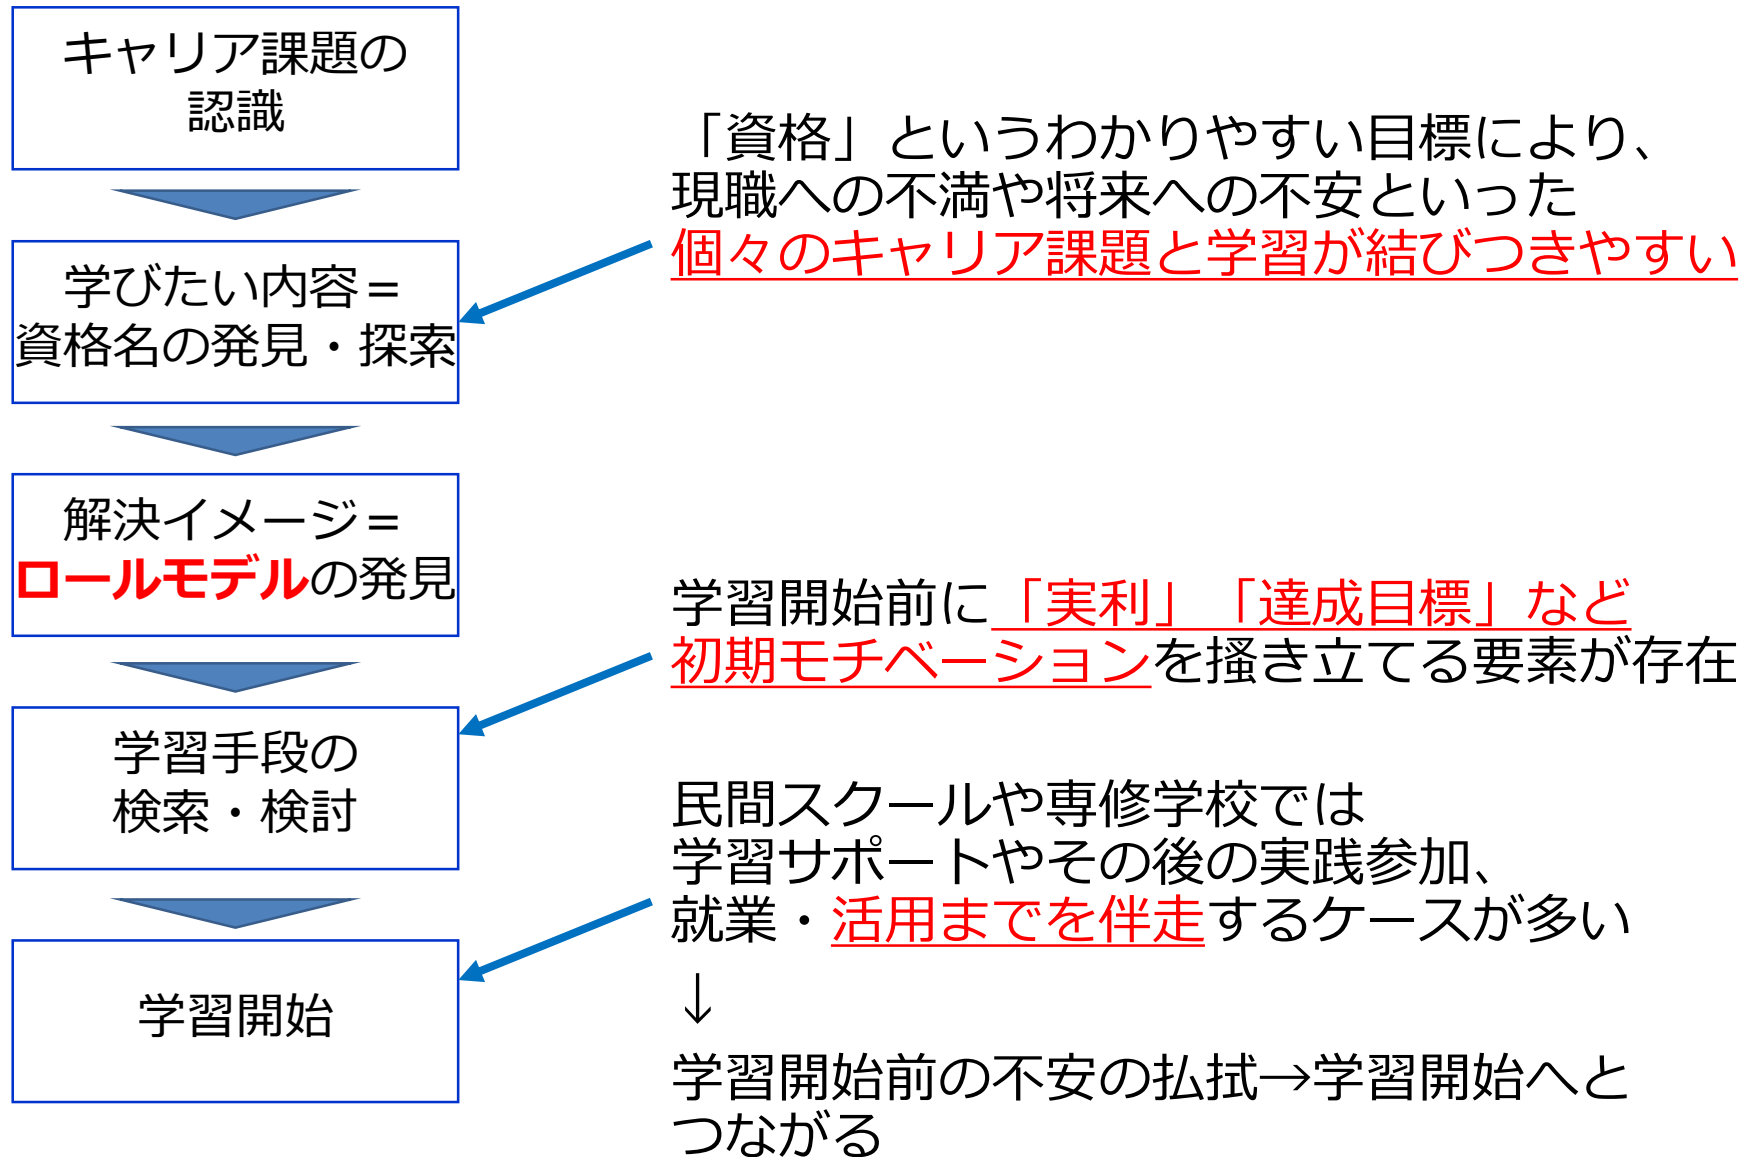 キャリア課題の
認識
学びたい内容＝
資格名の発見・探索
解決イメージ＝
ロールモデルの発見
学習手段の
検索・検討
学習開始
「資格」というわかりやすい目標により、
現職への不満や将来への不安といった
個々のキャリア課題と学習が結びつきやすい
学習開始前に「実利」「達成目標」など
初期モチベーションを掻き立てる要素が存在
民間スクールや専修学校では
学習サポートやその後の実践参加、
就業・活用までを伴走するケースが多い
↓
学習開始前の不安の払拭→学習開始へと
つながる